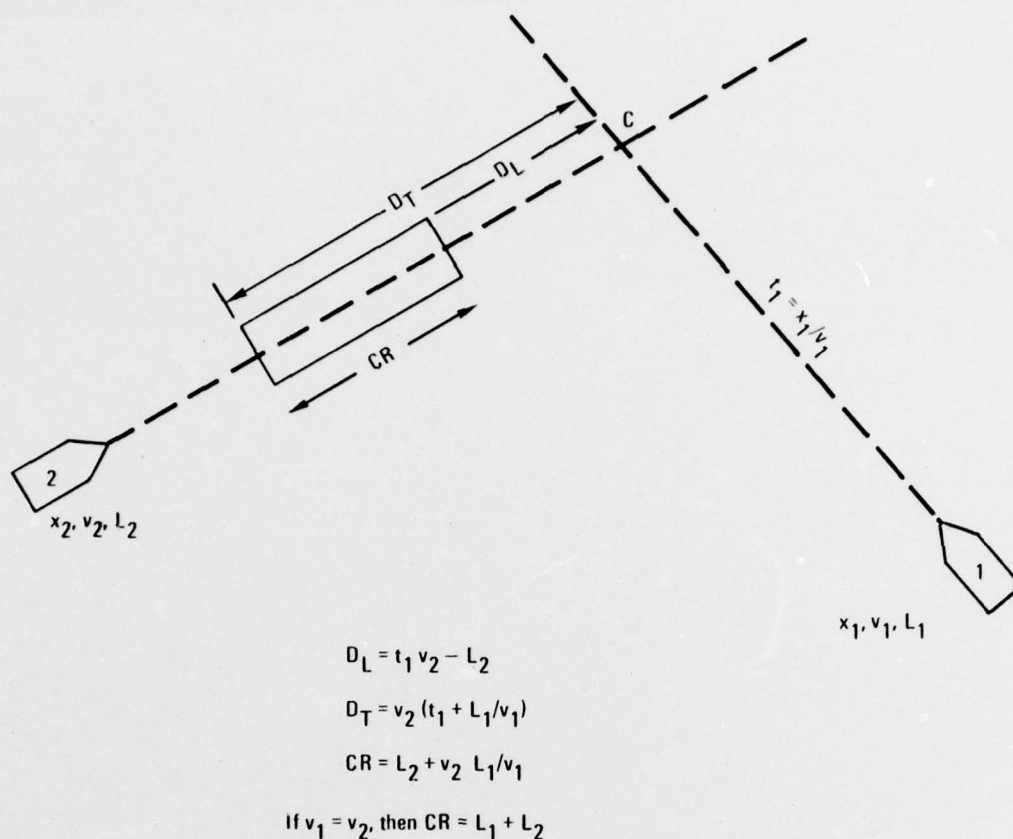 C
D_L
D_T
t_1 = x_1/v_1
CR
2
x_2, v_2, L_2
1
x_1, v_1, L_1
D_L = t_1 v_2 – L_2
D_T = v_2 (t_1 + L_1/v_1)
CR = L_2 + v_2 L_1/v_1
If v_1 = v_2, then CR = L_1 + L_2